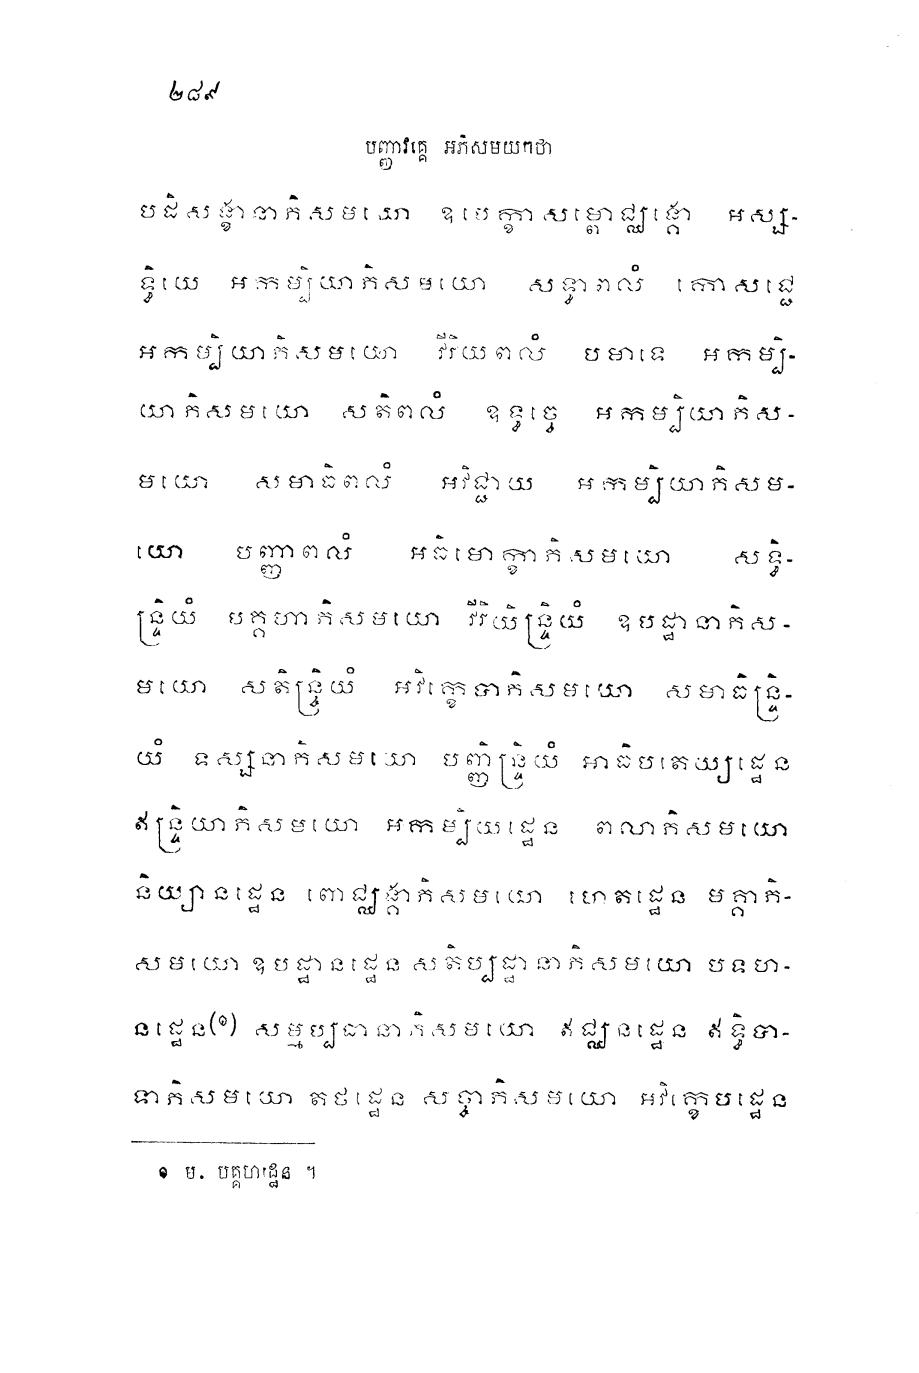 ២៨៩
បញ្ញាវគ្គេ អភិសមយកថា
បដិសង្ខានាភិសមយោ ឧបេក្ខាសម្ពោជ្ឈង្គោ អស្ស-
ទ្ធិយេ អកម្បិយាភិសមយោ សទ្ធាពលំ កោសជ្ជេ
អកម្បិយាភិសមយោ វីរិយពលំ បមាទេ អកម្បិ-
យាភិសមយោ សតិពលំ ឧទ្ធច្ចេ អកម្បិយាភិស-
មយោ សមាធិពលំ អវិជ្ជាយ អកម្បិយាភិសម-
យោ បញ្ញាពលំ អធិមោក្ខាភិសមយោ សទ្ធិ-
ន្ទ្រិយំ បគ្គហាភិសមយោ វីរិយិន្ទ្រិយំ ឧបដ្ឋានាភិស-
មយោ សតិន្ទ្រិយំ អវិក្ខេបាភិសមយោ សមាធិន្ទ្រិ-
យំ ទស្សនាភិសមយោ បញ្ញិន្ទ្រិយំ អាធិបតេយ្យដ្ឋេន
ឥន្ទ្រិយាភិសមយោ អកម្បិយដ្ឋេន ពលាភិសមយោ
និយ្យានដ្ឋេន ពោជ្ឈង្គាភិសមយោ ហេតដ្ឋេន មគ្គាភិ-
សមយោ ឧបដ្ឋានដ្ឋេន សតិប្បដ្ឋានាភិសមយោ បទហ-
នដ្ឋេន(១) សម្មប្បធានាភិសមយោ ឥជ្ឈនដ្ឋេន ឥទ្ធិបា-
ទាភិសមយោ តថដ្ឋេន សច្ចាភិសមយោ អវិក្ខេបដ្ឋេន
១ ម. បគ្គហដ្ឋេន ។